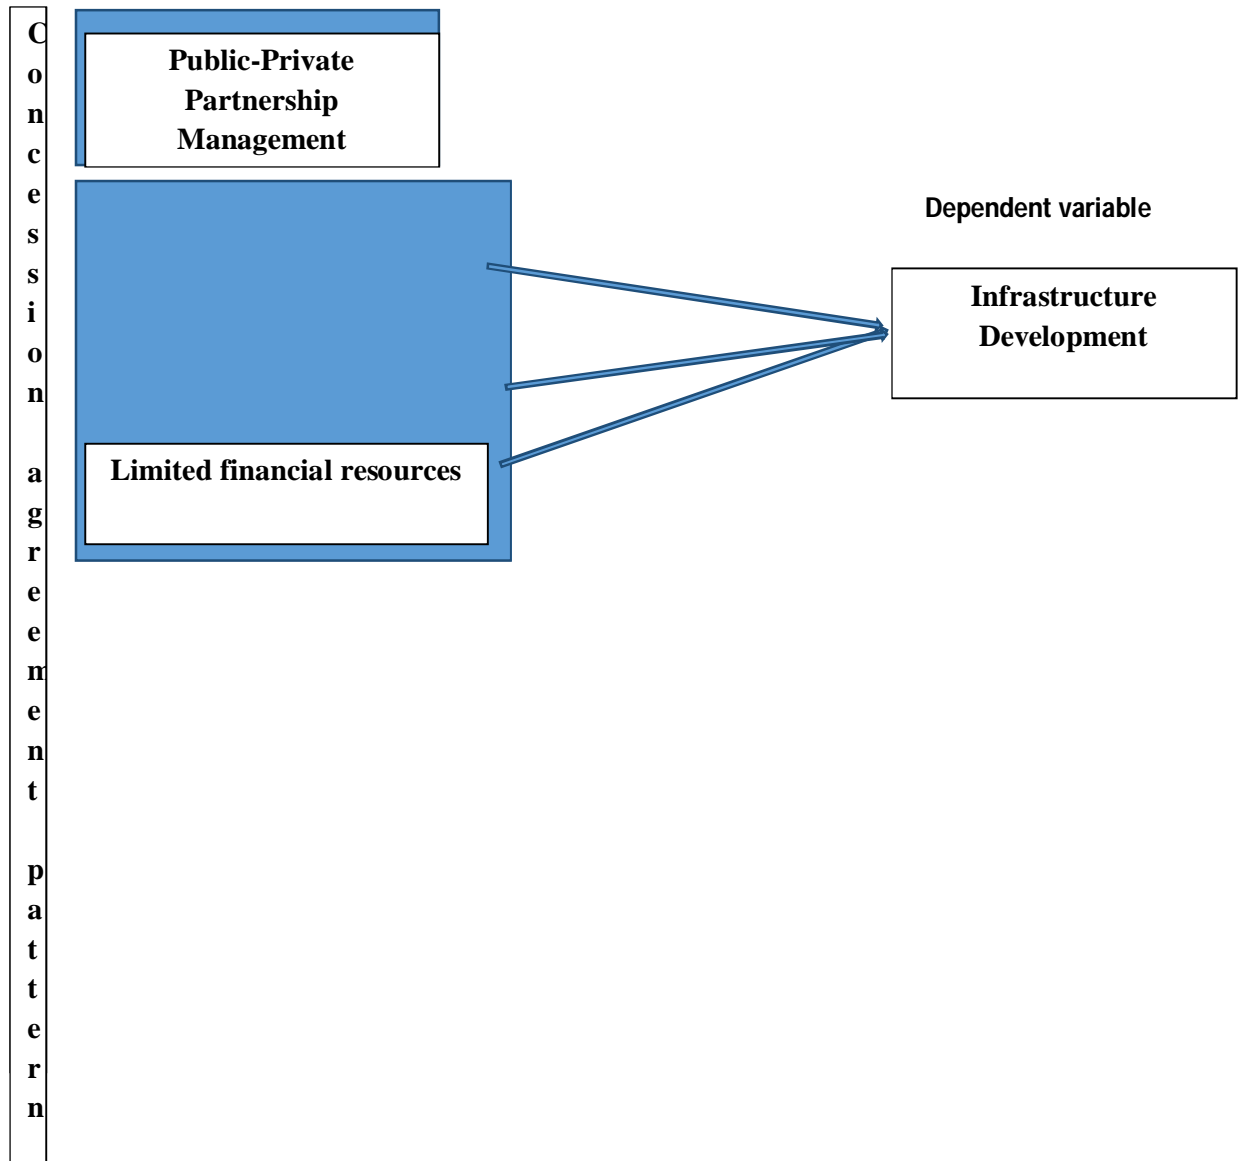 Concession agreement pattern
Public-Private
Partnership
Management
Dependent variable
Infrastructure
Development
Limited financial resources